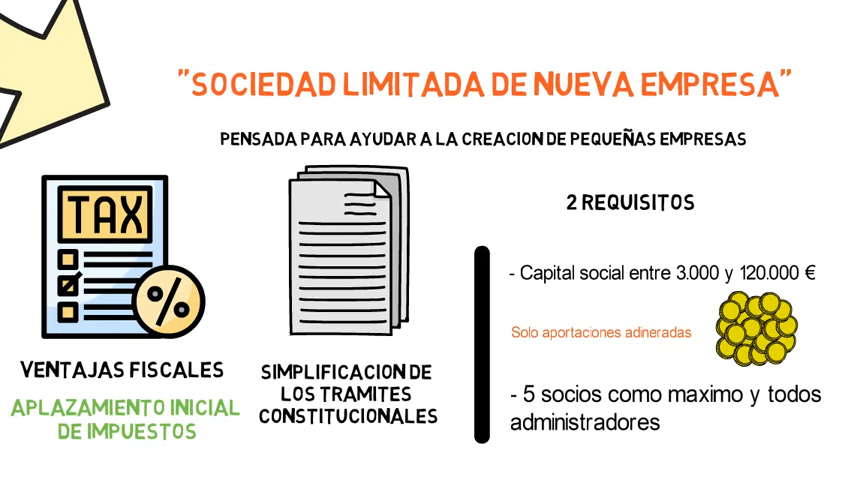 "SOCIEDAD LIMITADA DE NUEVA EMPRESA"
PENSADA PARA AYUDAR A LA CREACION DE PEQUEÑAS EMPRESAS
TAX
%
VENTAJAS FISCALES
APLAZAMIENTO INICIAL
DE IMPUESTOS
SIMPLIFICACION DE
LOS TRAMITES
CONSTITUCIONALES
2 REQUISITOS
- Capital social entre 3.000 y 120.000 €
Solo aportaciones adineradas
- 5 socios como maximo y todos
administradores